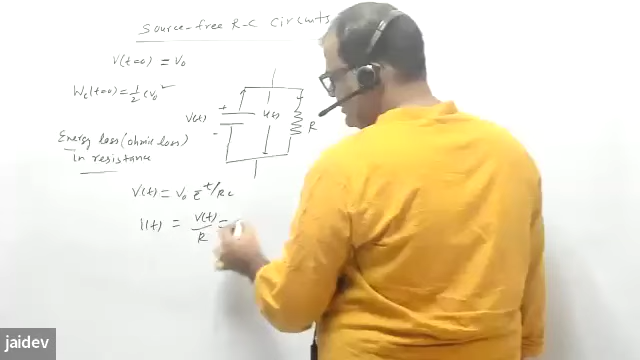 Source-free R-C Circuits
V(t=0) = V₀
Wc(t=0) = 1/2 CV₀²
+
V(t)
-
R
Energy loss (ohmic loss)
in resistance
V(t) = V₀ e^-t/RC
i(t) = V(t)/R =
jaidev